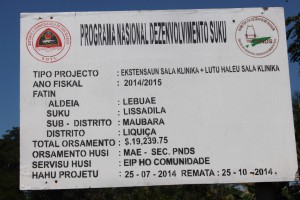 PROGRAMA NASIONAL DEZENVOLVIMENTO SUKU
TIPO PROJECTO : EKSTENSAUN SALA KLINIKA + LUTU HALEU SALA KLINIKA
ANO FISKAL : 2014/2015
FATIN
ALDEIA : LEBUAE
SUKU : LISSADILA
SUB - DISTRITO : MAUBARA
DISTRITO : LIQUIÇA
TOTAL ORSAMENTO : $,19,239.75
ORSAMENTO HUSI : MAE - SEC. PNDS
SERVISU HUSI : EIP HO COMUNIDADE
HAHU PROJETU : 25 - 07 - 2014 REMATA : 25 - 10 - 2014